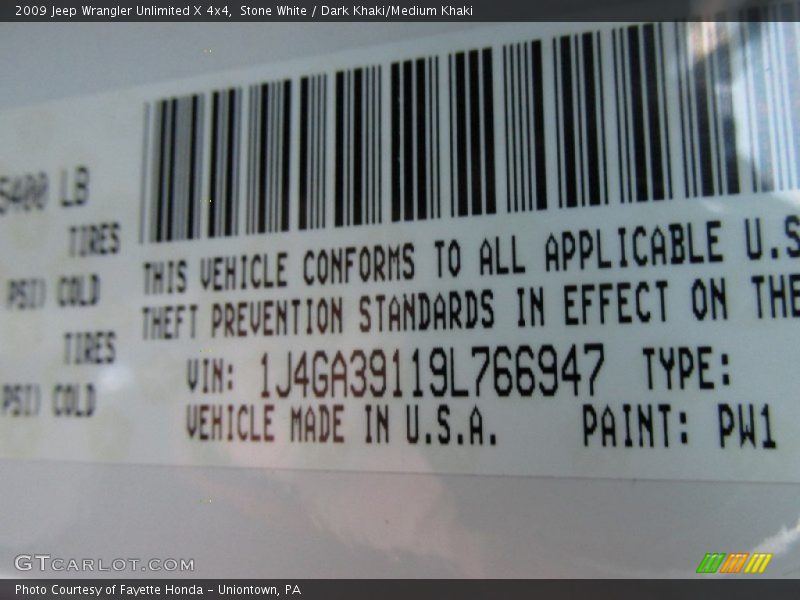 2009 Jeep Wrangler Unlimited X 4x4,  Stone White / Dark Khaki/Medium Khaki
5400 LB
TIRES
THIS VEHICLE CONFORMS TO ALL APPLICABLE U.S
PSI) COLD
THEFT PREVENTION STANDARDS IN EFFECT ON THE
TIRES
VIN: 1J4GA39119L766947 TYPE:
PSI) COLD
VEHICLE MADE IN U.S.A. PAINT: PW1
GTCARLOT.COM
Photo Courtesy of Fayette Honda - Uniontown, PA